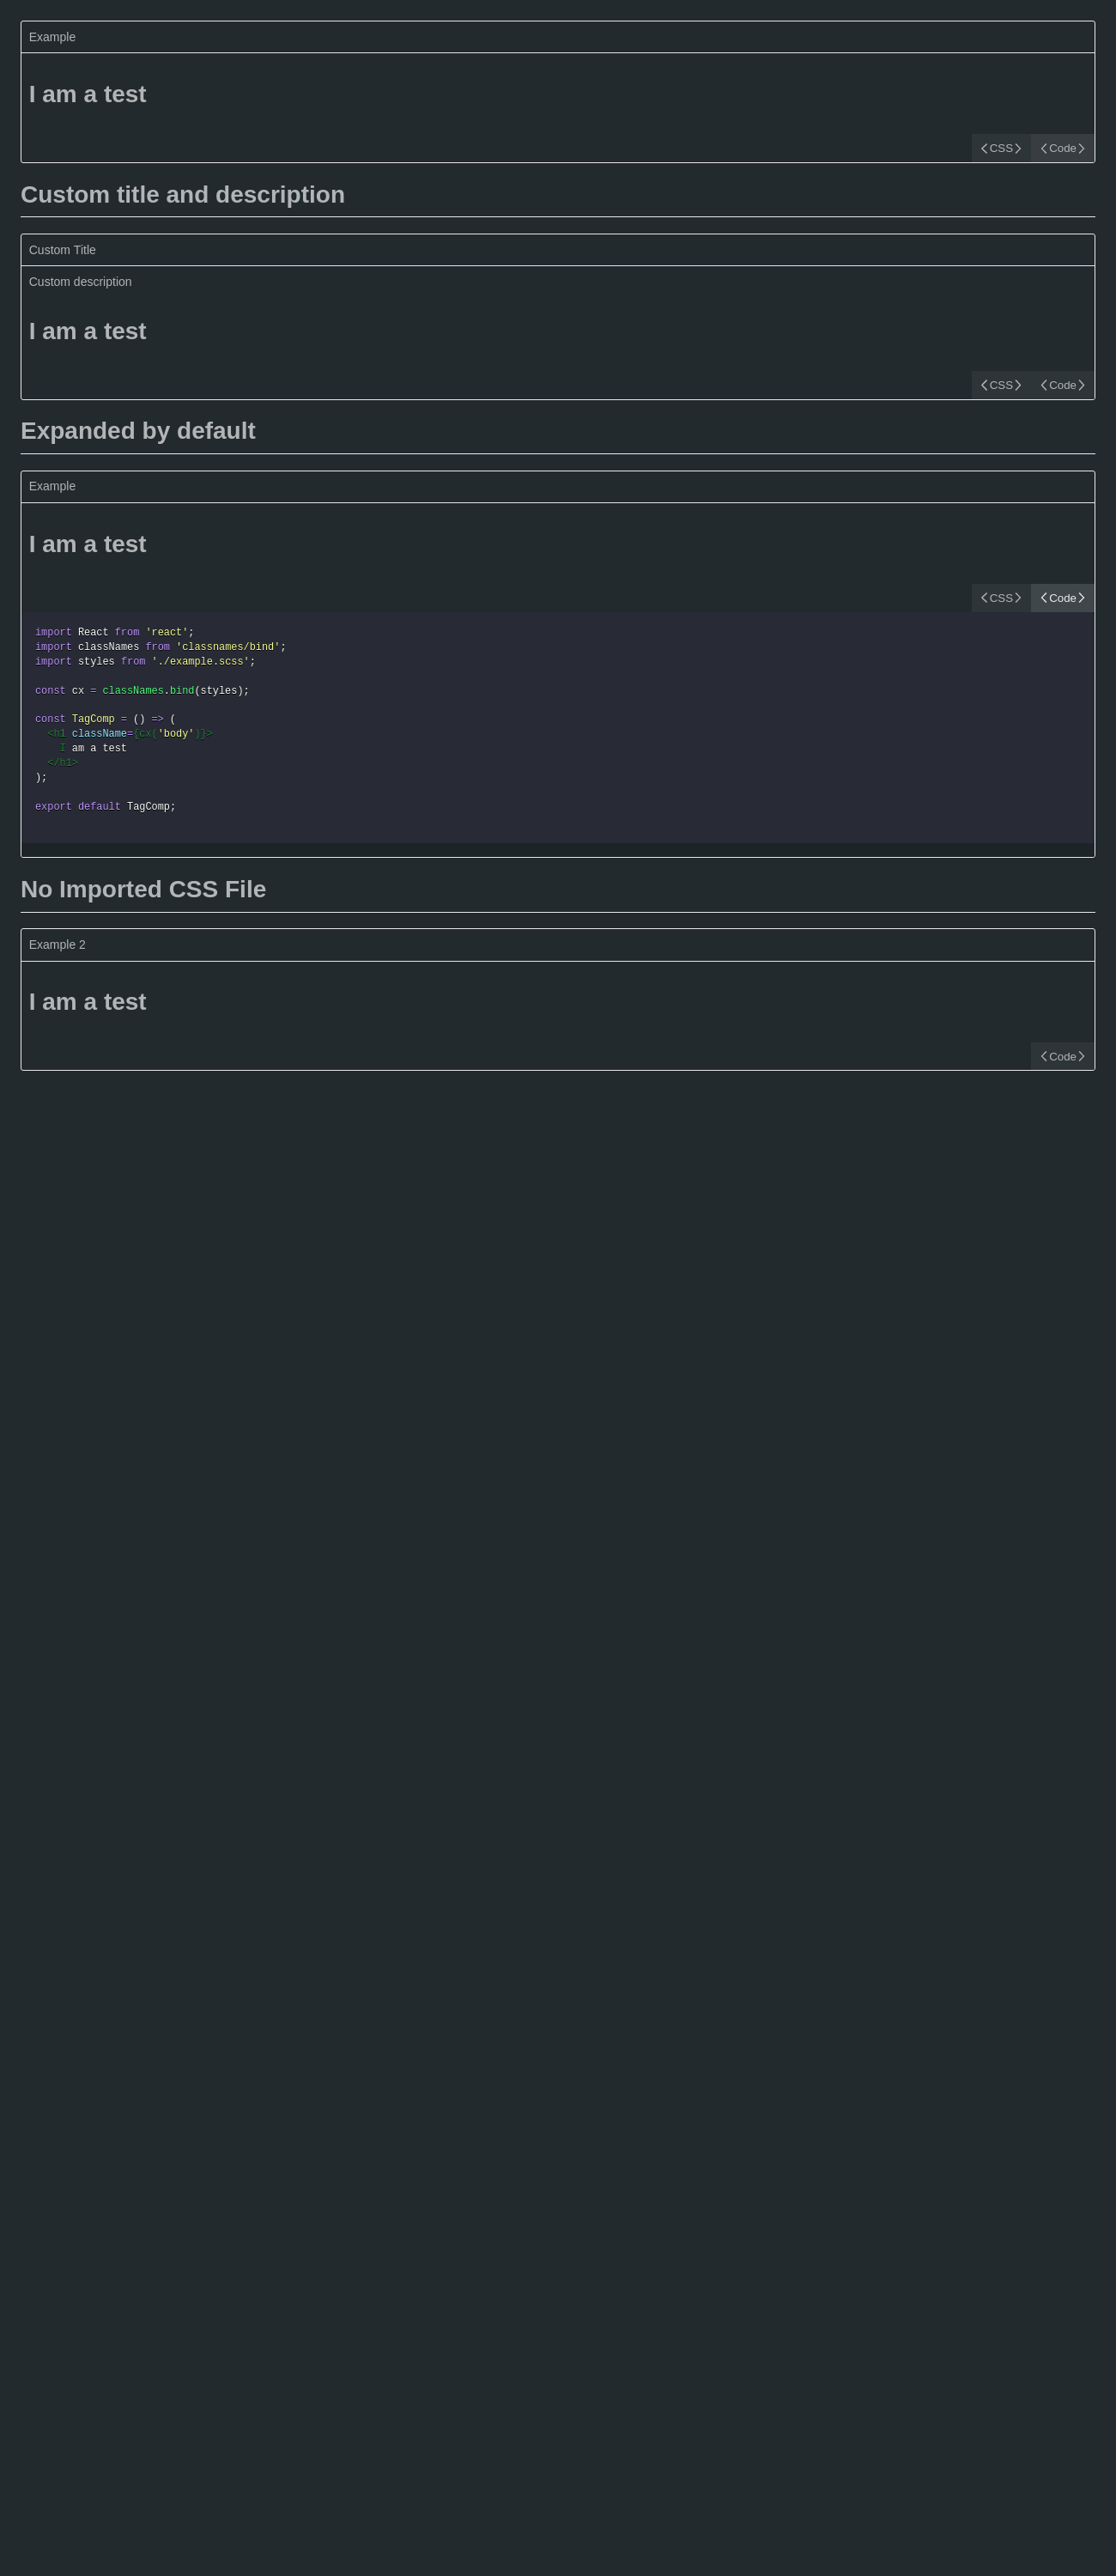 Example
I am a test
CSS Code
Custom title and description
Custom Title
Custom description
I am a test
CSS Code
Expanded by default
Example
I am a test
CSS Code
import React from 'react';
import classNames from 'classnames/bind';
import styles from './example.scss';
const cx = classNames.bind(styles);
const TagComp = () => (
<h1 className={cx('body')}>
I am a test
</h1>
);
export default TagComp;
No Imported CSS File
Example 2
I am a test
Code